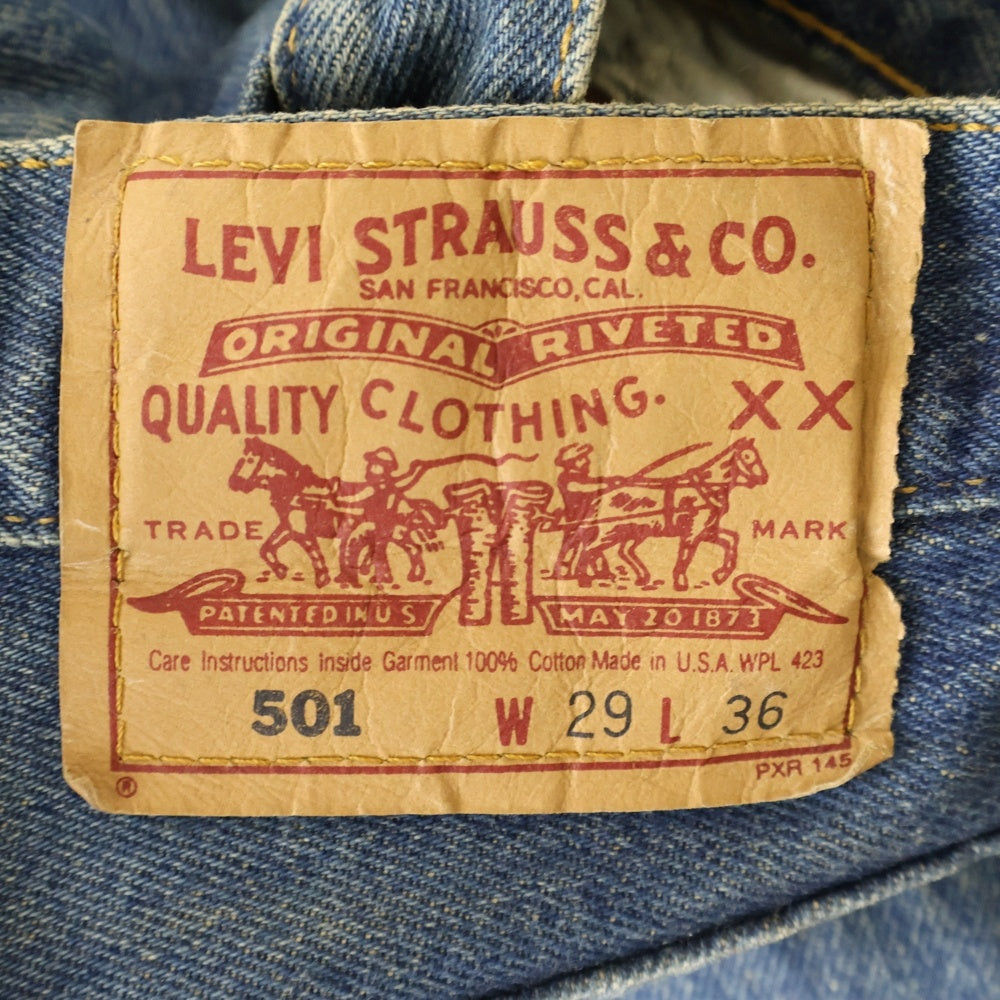 LEVI STRAUSS & CO.
SAN FRANCISCO, CAL.
ORIGINAL RIVETED
QUALITY CLOTHING. XX
TRADE MARK
PATENTED IN U S MAY 20 1873
Care Instructions Inside Garment 100% Cotton Made in U.S.A. WPL 423
501 W 29 L 36
® PXR 145